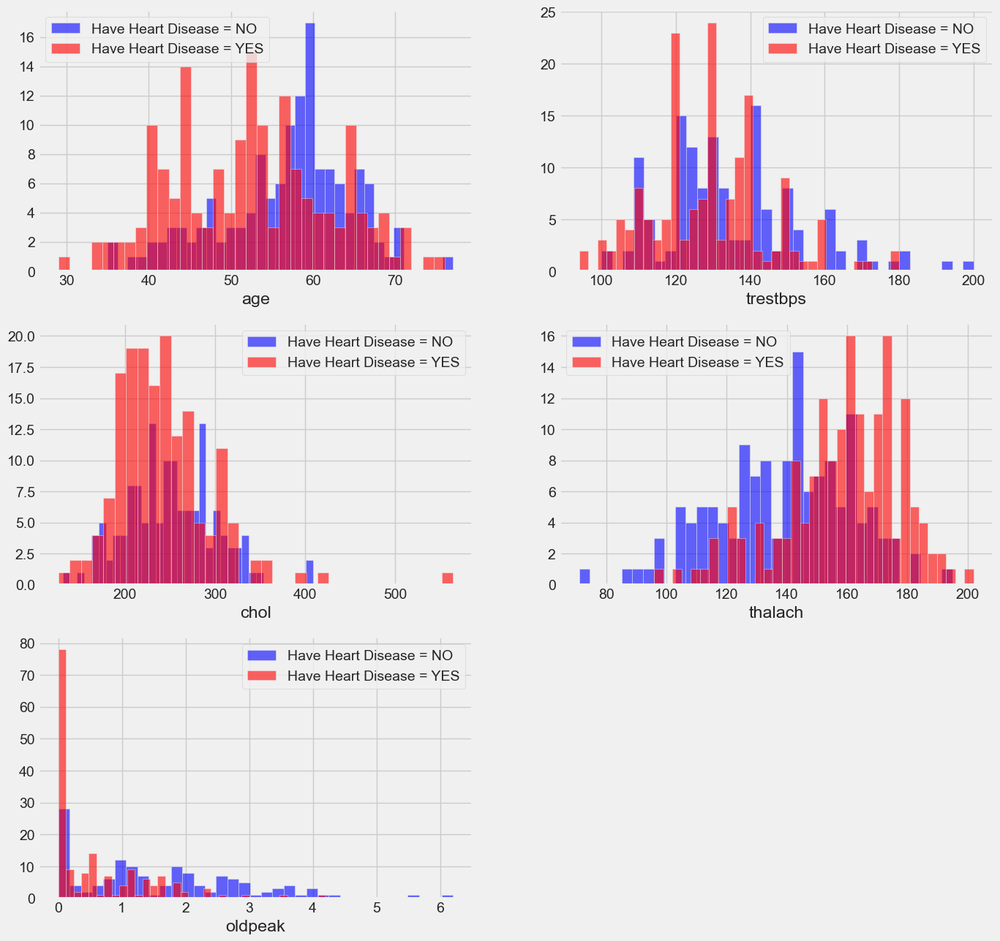 Have Heart Disease = NO
Have Heart Disease = YES
16
14
12
10
8
6
4
2
0
30 40 50 60 70
age
Have Heart Disease = NO
Have Heart Disease = YES
25
20
15
10
5
0
100 120 140 160 180 200
trestbps
Have Heart Disease = NO
Have Heart Disease = YES
20.0
17.5
15.0
12.5
10.0
7.5
5.0
2.5
0.0
200 300 400 500
chol
Have Heart Disease = NO
Have Heart Disease = YES
16
14
12
10
8
6
4
2
0
80 100 120 140 160 180 200
thalach
Have Heart Disease = NO
Have Heart Disease = YES
80
70
60
50
40
30
20
10
0
0 1 2 3 4 5 6
oldpeak